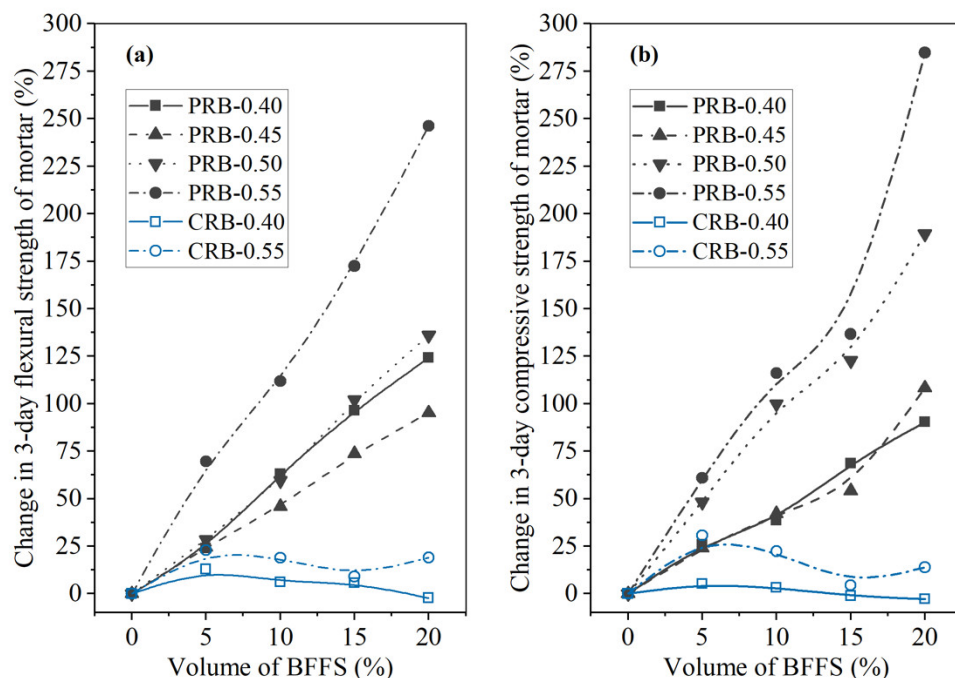 (a)
Change in 3-day flexural strength of mortar (%)
300
275
250
225
200
175
150
125
100
75
50
25
0
PRB-0.40
PRB-0.45
PRB-0.50
PRB-0.55
CRB-0.40
CRB-0.55
0 5 10 15 20
Volume of BFFS (%)
(b)
Change in 3-day compressive strength of mortar (%)
300
275
250
225
200
175
150
125
100
75
50
25
0
PRB-0.40
PRB-0.45
PRB-0.50
PRB-0.55
CRB-0.40
CRB-0.55
0 5 10 15 20
Volume of BFFS (%)